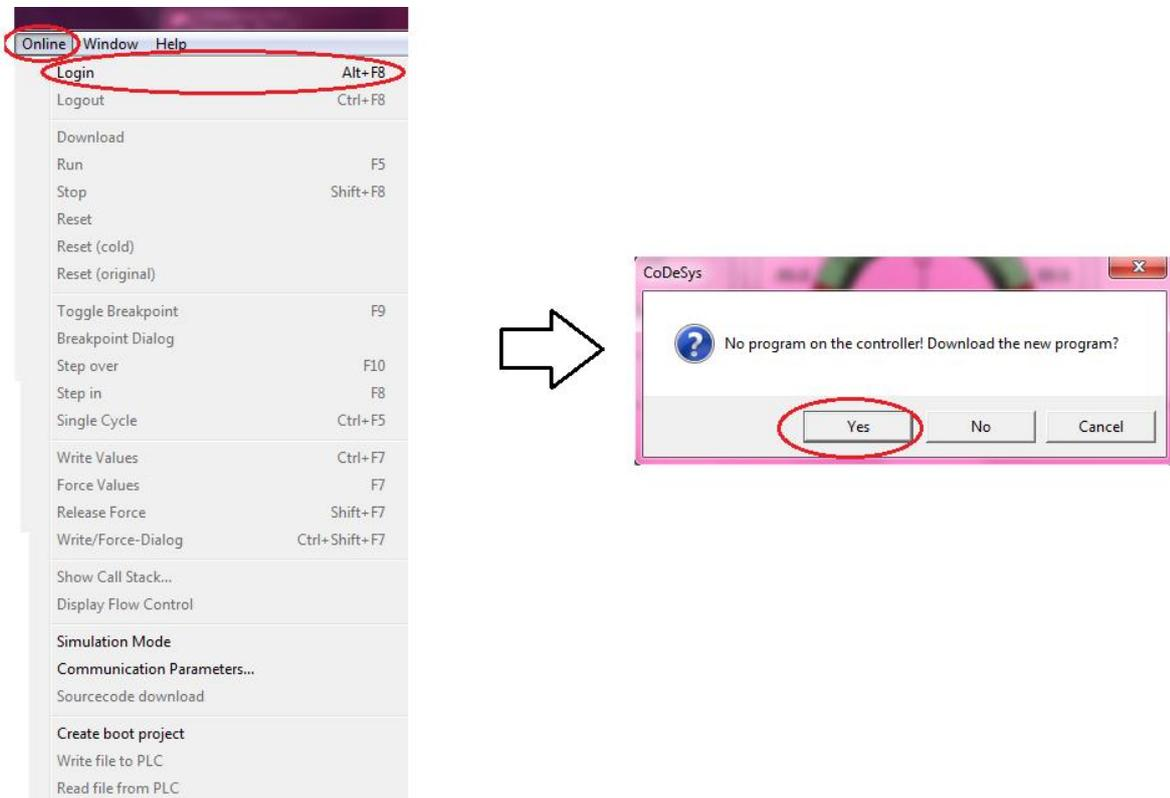 Online Window Help
Login Alt+F8
Logout Ctrl+F8
Download
Run F5
Stop Shift+F8
Reset
Reset (cold)
Reset (original)
Toggle Breakpoint F9
Breakpoint Dialog
Step over F10
Step in F8
Single Cycle Ctrl+F5
Write Values Ctrl+F7
Force Values F7
Release Force Shift+F7
Write/Force-Dialog Ctrl+Shift+F7
Show Call Stack...
Display Flow Control
Simulation Mode
Communication Parameters...
Sourcecode download
Create boot project
Write file to PLC
Read file from PLC
CoDeSys
No program on the controller! Download the new program?
Yes No Cancel